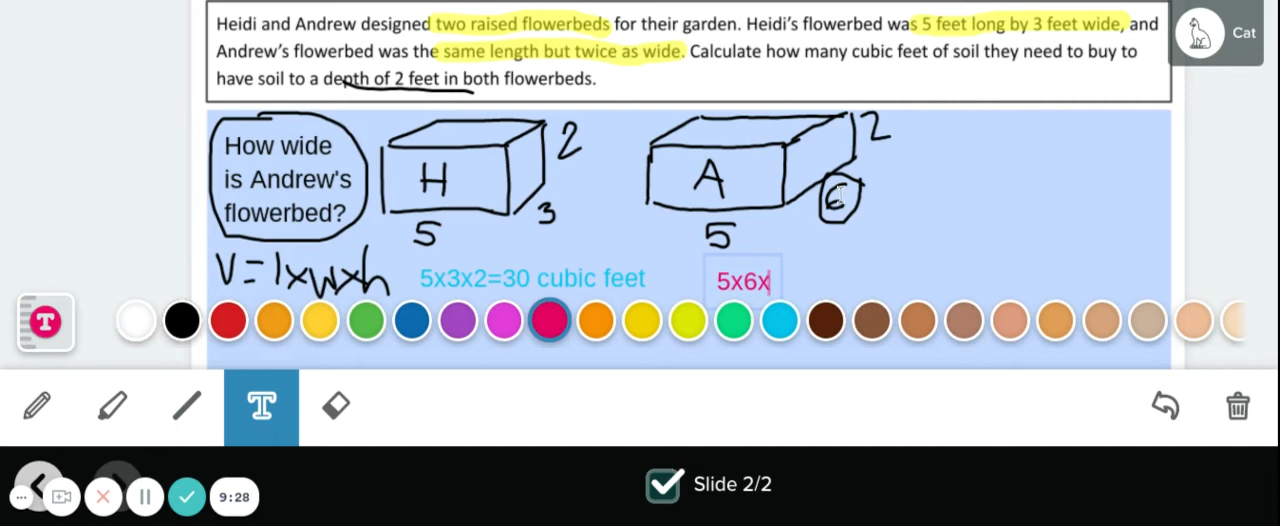 Heidi and Andrew designed two raised flowerbeds for their garden. Heidi's flowerbed was 5 feet long by 3 feet wide, and
Andrew's flowerbed was the same length but twice as wide. Calculate how many cubic feet of soil they need to buy to
have soil to a depth of 2 feet in both flowerbeds.
Cat
How wide
is Andrew's
flowerbed?
H
2
3
5
A
2
6
5
V=lxwxh
5x3x2=30 cubic feet
5x6x
T
T
Slide 2/2
9:28